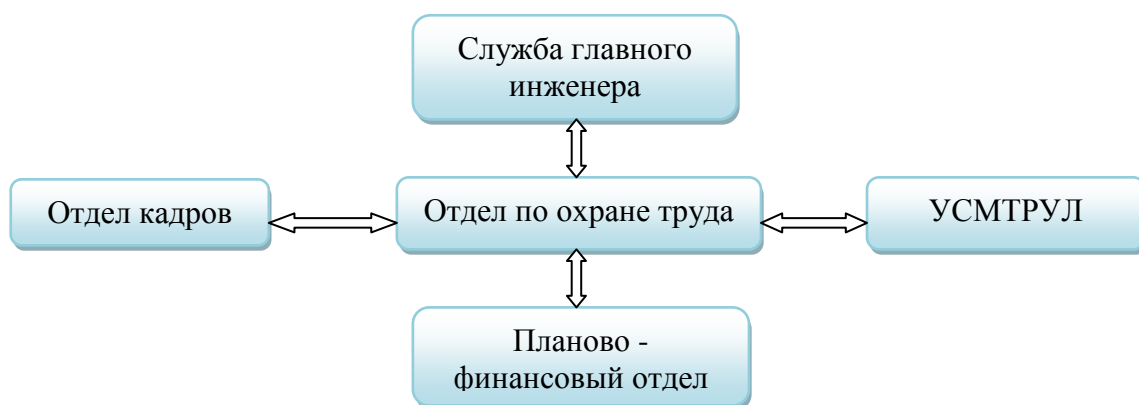 Служба главного
инженера
Отдел кадров
Отдел по охране труда
УСМТРУЛ
Планово -
финансовый отдел